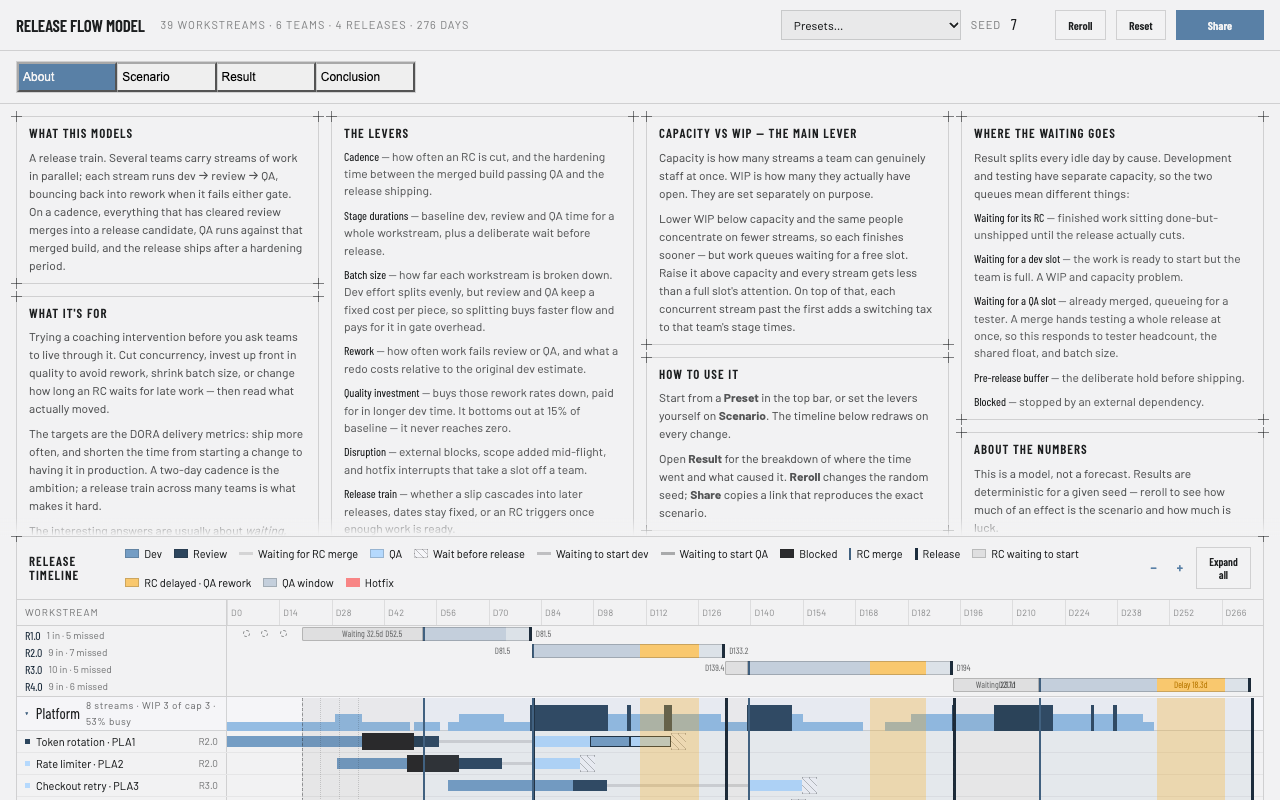 RELEASE FLOW MODEL
39 WORKSTREAMS · 6 TEAMS · 4 RELEASES · 276 DAYS
Presets...
SEED 7
Reroll
Reset
Share
About
Scenario
Result
Conclusion
WHAT THIS MODELS
A release train. Several teams carry streams of work
in parallel; each stream runs dev → review → QA,
bouncing back into rework when it fails either gate.
On a cadence, everything that has cleared review
merges into a release candidate, QA runs against that
merged build, and the release ships after a hardening
period.
WHAT IT'S FOR
Trying a coaching intervention before you ask teams
to live through it. Cut concurrency, invest up front in
quality to avoid rework, shrink batch size, or change
how long an RC waits for late work — then read what
actually moved.
The targets are the DORA delivery metrics: ship more
often, and shorten the time from starting a change to
having it in production. A two-day cadence is the
ambition; a release train across many teams is what
makes it hard.
The interesting answers are usually about waiting
THE LEVERS
Cadence — how often an RC is cut, and the hardening
time between the merged build passing QA and the
release shipping.
Stage durations — baseline dev, review and QA time for a
whole workstream, plus a deliberate wait before
release.
Batch size — how far each workstream is broken down.
Dev effort splits evenly, but review and QA keep a
fixed cost per piece, so splitting buys faster flow and
pays for it in gate overhead.
Rework — how often work fails review or QA, and what a
redo costs relative to the original dev estimate.
Quality investment — buys those rework rates down, paid
for in longer dev time. It bottoms out at 15% of
baseline — it never reaches zero.
Disruption — external blocks, scope added mid-flight,
and hotfix interrupts that take a slot off a team.
Release train — whether a slip cascades into later
releases, dates stay fixed, or an RC triggers once
enough work is ready.
CAPACITY VS WIP — THE MAIN LEVER
Capacity is how many streams a team can genuinely
staff at once. WIP is how many they actually have
open. They are set separately on purpose.
Lower WIP below capacity and the same people
concentrate on fewer streams, so each finishes
sooner — but work queues waiting for a free slot.
Raise it above capacity and every stream gets less
than a full slot's attention. On top of that, each
concurrent stream past the first adds a switching tax
to that team's stage times.
HOW TO USE IT
Start from a Preset in the top bar, or set the levers
yourself on Scenario. The timeline below redraws on
every change.
Open Result for the breakdown of where the time
went and what caused it. Reroll changes the random
seed; Share copies a link that reproduces the exact
scenario.
WHERE THE WAITING GOES
Result splits every idle day by cause. Development
and testing have separate capacity, so the two
queues mean different things:
Waiting for its RC — finished work sitting done-but-
unshipped until the release actually cuts.
Waiting for a dev slot — the work is ready to start but the
team is full. A WIP and capacity problem.
Waiting for a QA slot — already merged, queueing for a
tester. A merge hands testing a whole release at
once, so this responds to tester headcount, the
shared float, and batch size.
Pre-release buffer — the deliberate hold before shipping.
Blocked — stopped by an external dependency.
ABOUT THE NUMBERS
This is a model, not a forecast. Results are
deterministic for a given seed — reroll to see how
much of an effect is the scenario and how much is
luck.
RELEASE
TIMELINE
Dev
Review
Waiting for RC merge
QA
Wait before release
Waiting to start dev
Waiting to start QA
Blocked
RC merge
Release
RC waiting to start
RC delayed · QA rework
QA window
Hotfix
−
+
Expand
all
WORKSTREAM
D0 D14 D28 D42 D56 D70 D84 D98 D112 D126 D140 D154 D168 D182 D196 D210 D224 D238 D252 D266
R1.0 1 in · 5 missed
Waiting 32.5d D52.5
D81.5
R2.0 9 in · 7 missed
D81.5
D133.2
R3.0 10 in · 5 missed
D139.4
D194
R4.0 9 in · 6 missed
Waiting
Delay 18.3d
Platform
8 streams · WIP 3 of cap 3 ·
53% busy
Token rotation · PLA1 R2.0
Rate limiter · PLA2 R2.0
Checkout retry · PLA3 R3.0